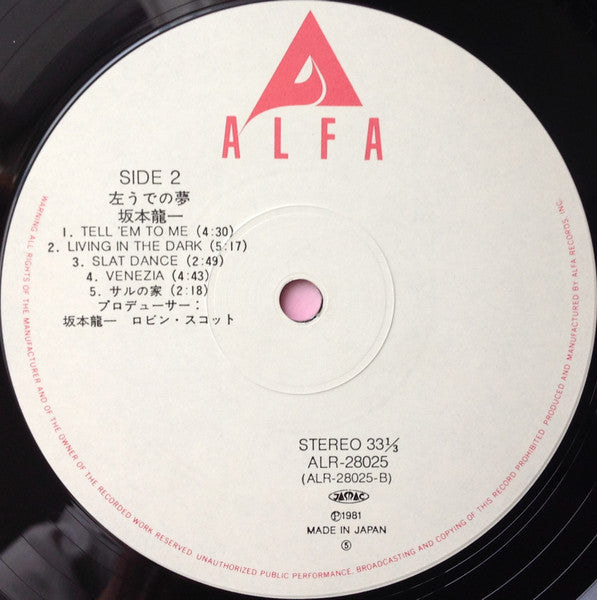 ALFA
SIDE 2
左うでの夢
坂本龍一
1. TELL 'EM TO ME (4:30)
2. LIVING IN THE DARK (5:17)
3. SLAT DANCE (2:49)
4. VENEZIA (4:43)
5. サルの家 (2:18)
プロデューサー:
坂本龍一 ロビン・スコット
STEREO 33⅓
ALR-28025
(ALR-28025-B)
JASRAC
Ⓟ1981
MADE IN JAPAN
⑤
WARNING ALL RIGHTS OF THE MANUFACTURER AND OF THE OWNER OF THE RECORDED WORK RESERVED. UNAUTHORIZED PUBLIC PERFORMANCE, BROADCASTING AND COPYING OF THIS RECORD PROHIBITED. PRODUCED AND MANUFACTURED BY ALFA RECORDS, INC.